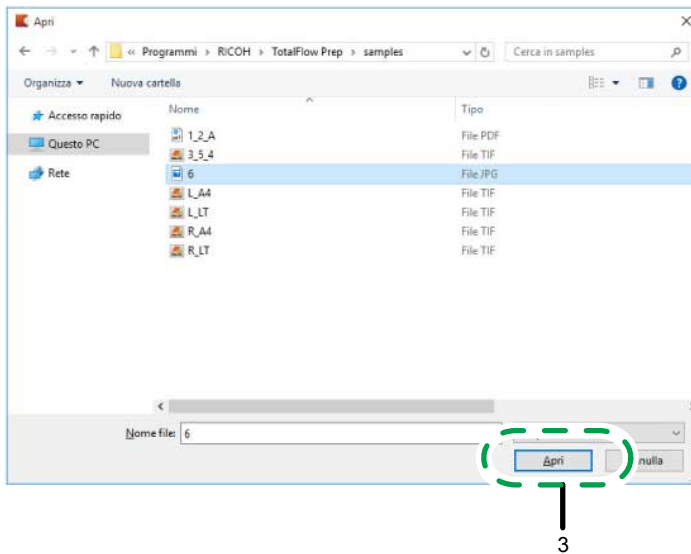 Apri
« Programmi › RICOH › TotalFlow Prep › samples
Cerca in samples
Organizza
Nuova cartella
Nome
Tipo
Accesso rapido
Questo PC
Rete
1_2_A File PDF
3_5_4 File TIF
6 File JPG
L_A4 File TIF
L_LT File TIF
R_A4 File TIF
R_LT File TIF
Nome file: 6
Apri
3